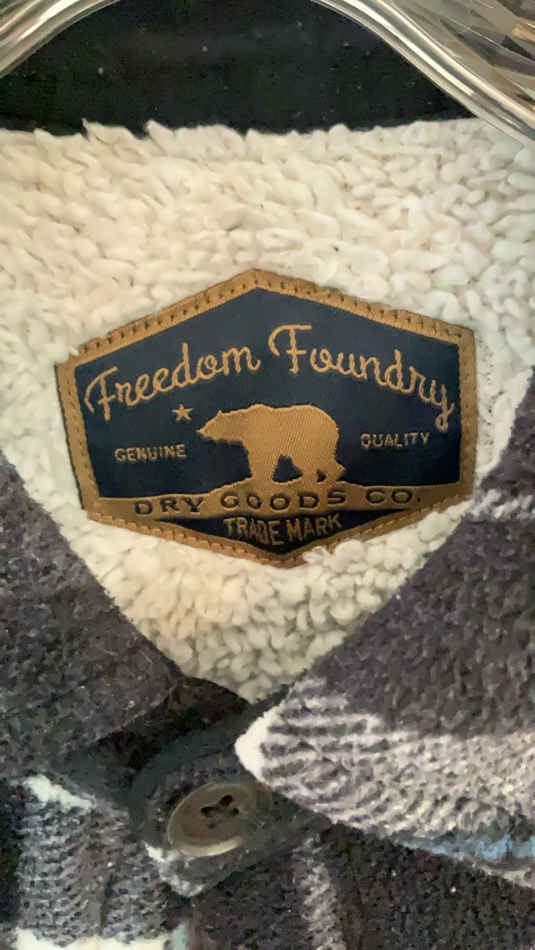 Freedom Foundry
GENUINE QUALITY
DRY GOODS CO.
TRADE MARK